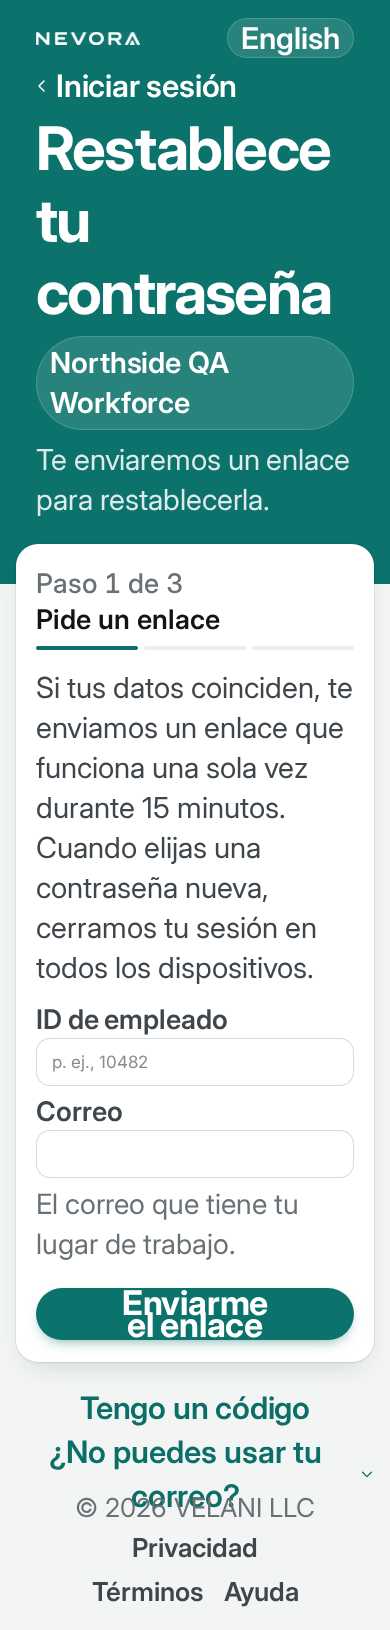 NEVORA
English
Iniciar sesión
Restablece
tu
contraseña
Northside QA
Workforce
Te enviaremos un enlace
para restablecerla.
Paso 1 de 3
Pide un enlace
Si tus datos coinciden, te
enviamos un enlace que
funciona una sola vez
durante 15 minutos.
Cuando elijas una
contraseña nueva,
cerramos tu sesión en
todos los dispositivos.
ID de empleado
p. ej., 10482
Correo
El correo que tiene tu
lugar de trabajo.
Enviarme
el enlace
Tengo un código
¿No puedes usar tu
correo?
© 2026 VELANI LLC
Privacidad
Términos Ayuda